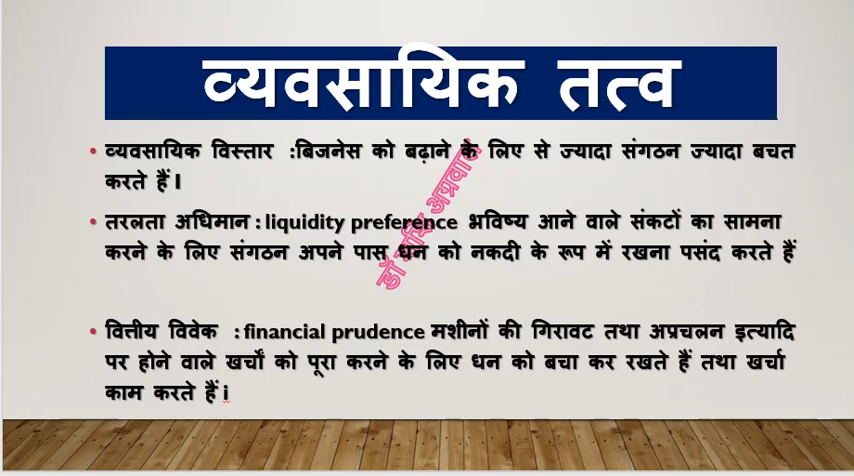 व्यवसायिक तत्व
• व्यवसायिक विस्तार :बिजनेस को बढ़ाने के लिए से ज्यादा संगठन ज्यादा बचत
करते हैं I
• तरलता अधिमान : liquidity preference भविष्य आने वाले संकटों का सामना
करने के लिए संगठन अपने पास धन को नकदी के रूप में रखना पसंद करते हैं
• वित्तीय विवेक : financial prudence मशीनों की गिरावट तथा अप्रचलन इत्यादि
पर होने वाले खर्चों को पूरा करने के लिए धन को बचा कर रखते हैं तथा खर्चा
काम करते हैं i
डॉ अग्रवाल